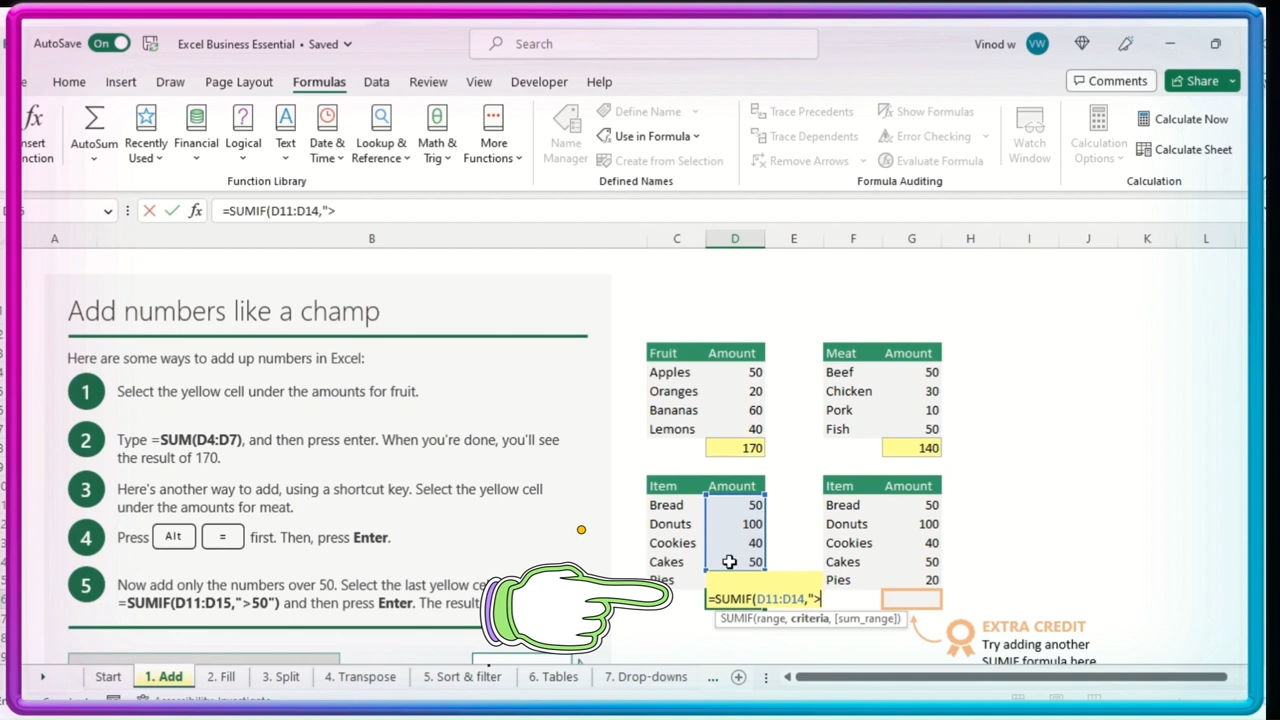 AutoSave On Excel Business Essential • Saved Search Vinod w VW
Home Insert Draw Page Layout Formulas Data Review View Developer Help Comments Share
AutoSum Recently Used Financial Logical Text Date & Time Lookup & Reference Math & Trig More Functions
Function Library
Name Manager Define Name Use in Formula Create from Selection
Defined Names
Trace Precedents Trace Dependents Remove Arrows Show Formulas Error Checking Evaluate Formula Watch Window
Formula Auditing
Calculation Options Calculate Now Calculate Sheet
Calculation
fx =SUMIF(D11:D14,">
A B C D E F G H I J K L
Add numbers like a champ
Here are some ways to add up numbers in Excel:
1 Select the yellow cell under the amounts for fruit.
2 Type =SUM(D4:D7), and then press enter. When you're done, you'll see
the result of 170.
3 Here's another way to add, using a shortcut key. Select the yellow cell
under the amounts for meat.
4 Press Alt = first. Then, press Enter.
5 Now add only the numbers over 50. Select the last yellow
=SUMIF(D11:D15,">50") and then press Enter. The result
Fruit Amount
Apples 50
Oranges 20
Bananas 60
Lemons 40
170
Meat Amount
Beef 50
Chicken 30
Pork 10
Fish 50
140
Item Amount
Bread 50
Donuts 100
Cookies 40
Cakes 50
Pies
=SUMIF(D11:D14,">
SUMIF(range, criteria, [sum_range])
Item Amount
Bread 50
Donuts 100
Cookies 40
Cakes 50
Pies 20
EXTRA CREDIT
Try adding another
SUMIF formula here
Start 1. Add 2. Fill 3. Split 4. Transpose 5. Sort & filter 6. Tables 7. Drop-downs ...